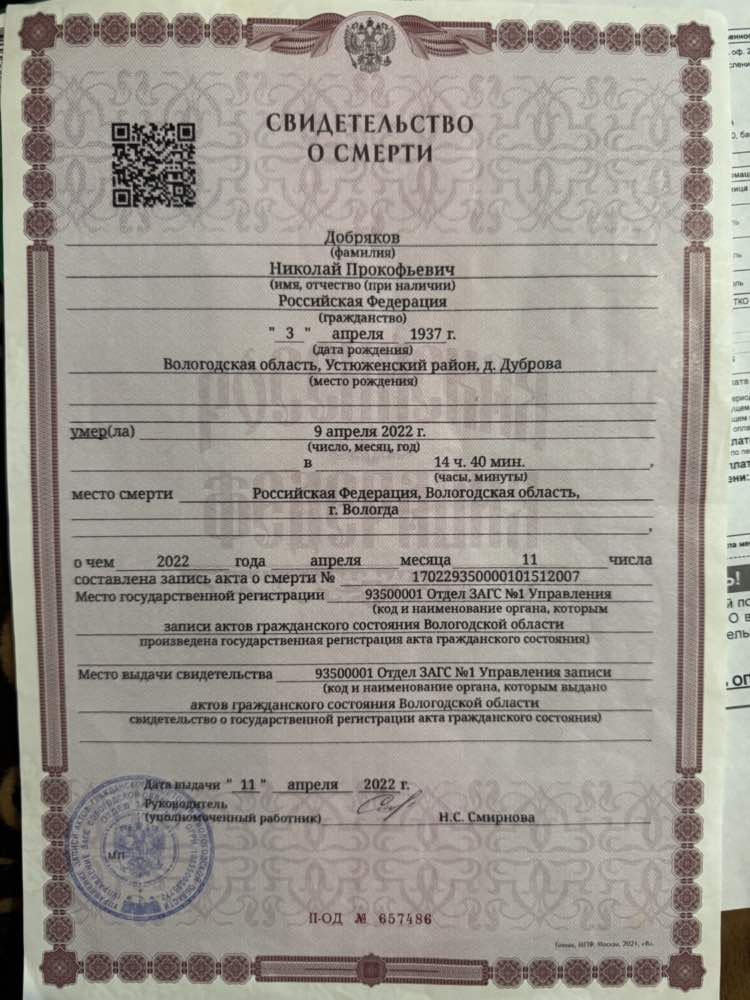 СВИДЕТЕЛЬСТВО
О СМЕРТИ
Добряков
(фамилия)
Николай Прокофьевич
(имя, отчество (при наличии)
Российская Федерация
(гражданство)
" 3 " апреля 1937 г.
(дата рождения)
Вологодская область, Устюженский район, д. Дуброва
(место рождения)
умер(ла) 9 апреля 2022 г.
(число, месяц, год)
в 14 ч. 40 мин.,
(часы, минуты)
место смерти Российская Федерация, Вологодская область,
г. Вологда
,
о чем 2022 года апреля месяца 11 числа
составлена запись акта о смерти № 170229350000101512007
Место государственной регистрации 93500001 Отдел ЗАГС №1 Управления
(код и наименование органа, которым
записи актов гражданского состояния Вологодской области
произведена государственная регистрация акта гражданского состояния)
Место выдачи свидетельства 93500001 Отдел ЗАГС №1 Управления записи
(код и наименование органа, которым выдано
актов гражданского состояния Вологодской области
свидетельство о государственной регистрации акта гражданского состояния)
Дата выдачи " 11 " апреля 2022 г.
Руководитель
(уполномоченный работник) Н.С. Смирнова
МП
II-ОД № 657486